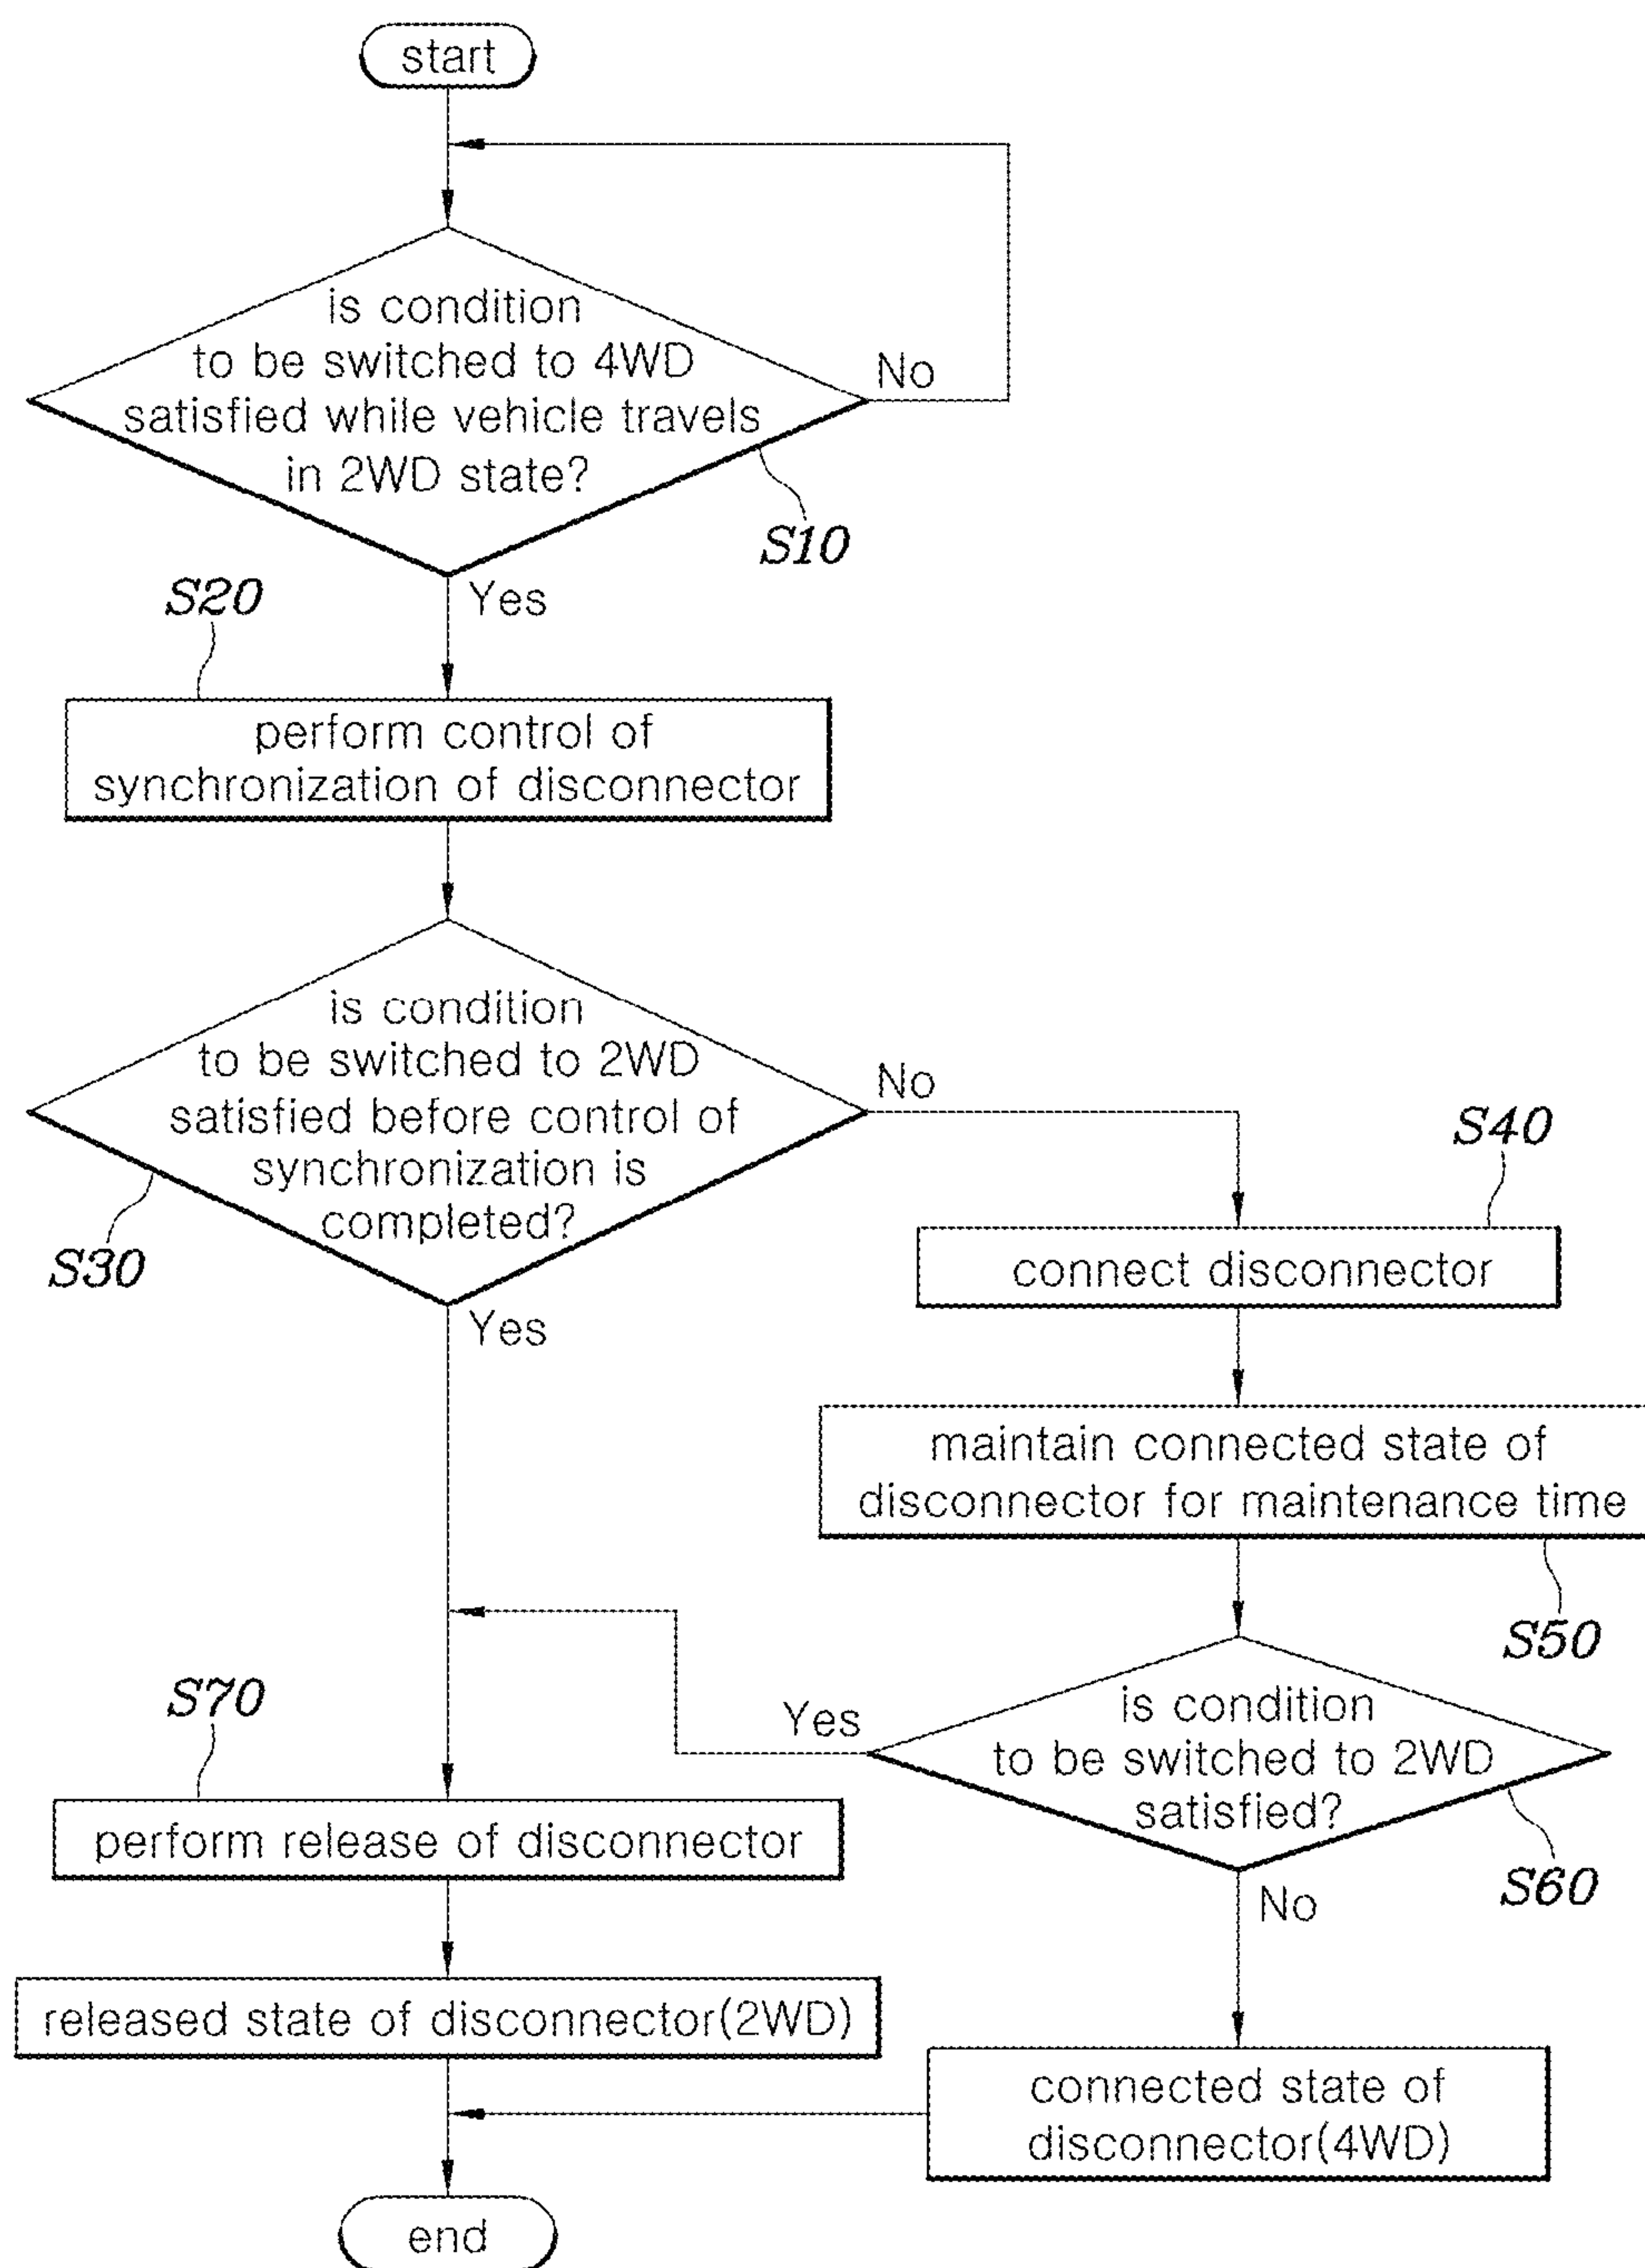 start
is condition
to be switched to 4WD
satisfied while vehicle travels
in 2WD state?
No
S10
Yes
S20
perform control of
synchronization of disconnector
is condition
to be switched to 2WD
satisfied before control of
synchronization is
completed?
No
S30
Yes
S40
connect disconnector
maintain connected state of
disconnector for maintenance time
S50
is condition
to be switched to 2WD
satisfied?
Yes
S60
No
S70
perform release of disconnector
released state of disconnector(2WD)
connected state of
disconnector(4WD)
end